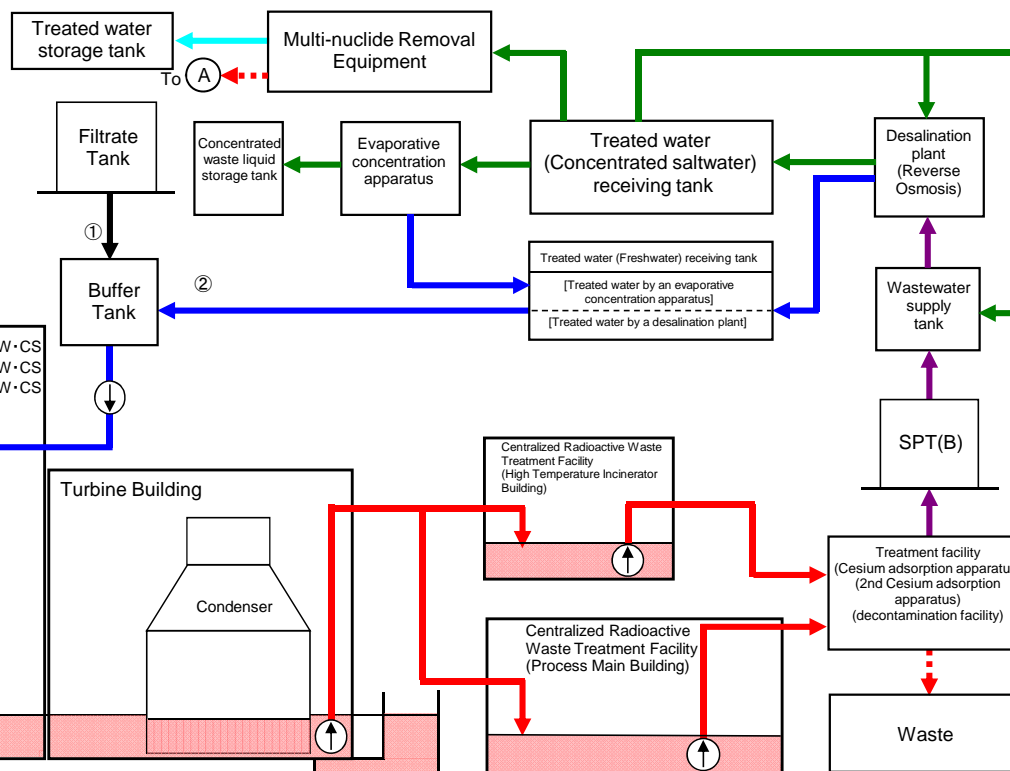 Treated water
storage tank
Multi-nuclide Removal
Equipment
To
A
Filtrate
Tank
Concentrated
waste liquid
storage tank
Evaporative
concentration
apparatus
Treated water
(Concentrated saltwater)
receiving tank
Desalination
plant
(Reverse
Osmosis)
①
②
Buffer
Tank
Treated water (Freshwater) receiving tank
[Treated water by an evaporative
concentration apparatus]
[Treated water by a desalination plant]
Wastewater
supply
tank
W・CS
W・CS
W・CS
SPT(B)
Turbine Building
Condenser
Centralized Radioactive Waste
Treatment Facility
(High Temperature Incinerator
Building)
Treatment facility
(Cesium adsorption apparatu
(2nd Cesium adsorption
apparatus)
(decontamination facility)
Centralized Radioactive
Waste Treatment Facility
(Process Main Building)
Waste